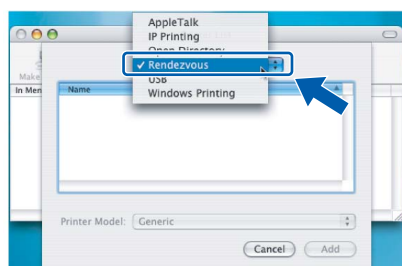 AppleTalk
IP Printing
Open Directory
✓ Rendezvous
USB
Windows Printing
Make
In Men
Name
Printer Model: Generic
Cancel Add